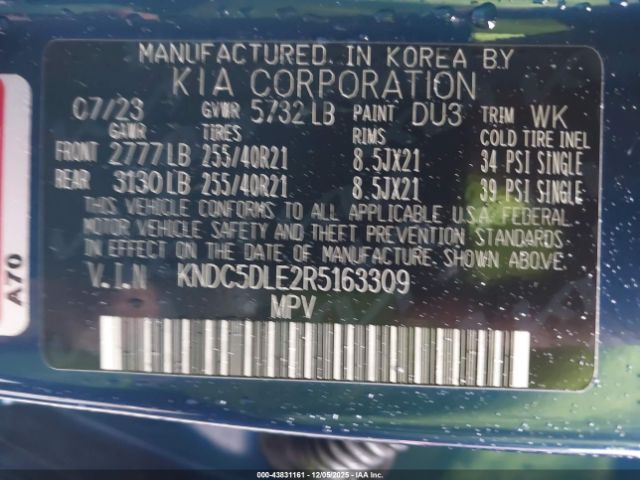 MANUFACTURED IN KOREA BY
KIA CORPORATION
07/23 GVWR 5732 LB PAINT DU3 TRIM WK
GAWR TIRES RIMS COLD TIRE INFL
FRONT 2777 LB 255/40R21 8.5JX21 34 PSI SINGLE
REAR 3130 LB 255/40R21 8.5JX21 39 PSI SINGLE
THIS VEHICLE CONFORMS TO ALL APPLICABLE U.S.A. FEDERAL
MOTOR VEHICLE SAFETY AND THEFT PREVENTION STANDARDS
IN EFFECT ON THE DATE OF MANUFACTURE, SHOWN ABOVE.
V.I.N KNDC5DLE2R5163309
MPV
A70
000-43831161 - 12/05/2025 - IAAI.COM